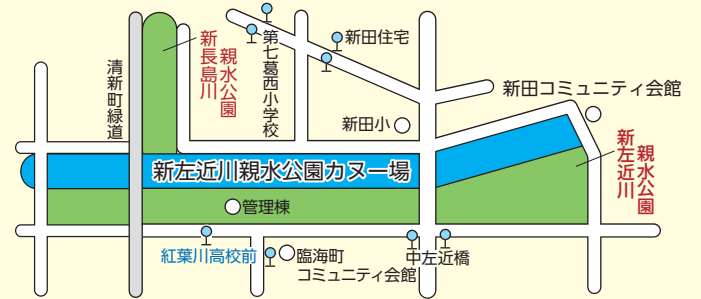 清新町緑道
新長島川
親水公園
第七葛西小学校
新田住宅
新田小
新田コミュニティ会館
新左近川
親水公園
新左近川親水公園カヌー場
管理棟
紅葉川高校前
臨海町
コミュニティ会館
中左近橋